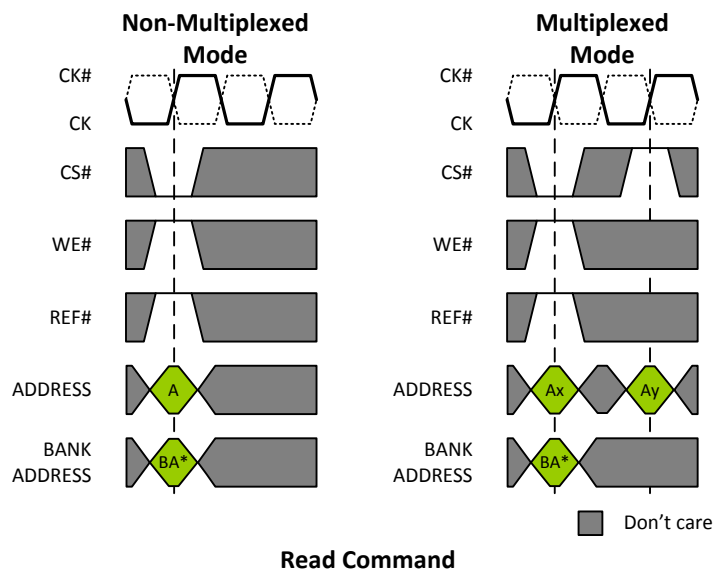 Non-Multiplexed
Mode
CK#
CK
CS#
WE#
REF#
ADDRESS
A
BANK
ADDRESS
BA*
Multiplexed
Mode
CK#
CK
CS#
WE#
REF#
ADDRESS
Ax
Ay
BANK
ADDRESS
BA*
Don't care
Read Command